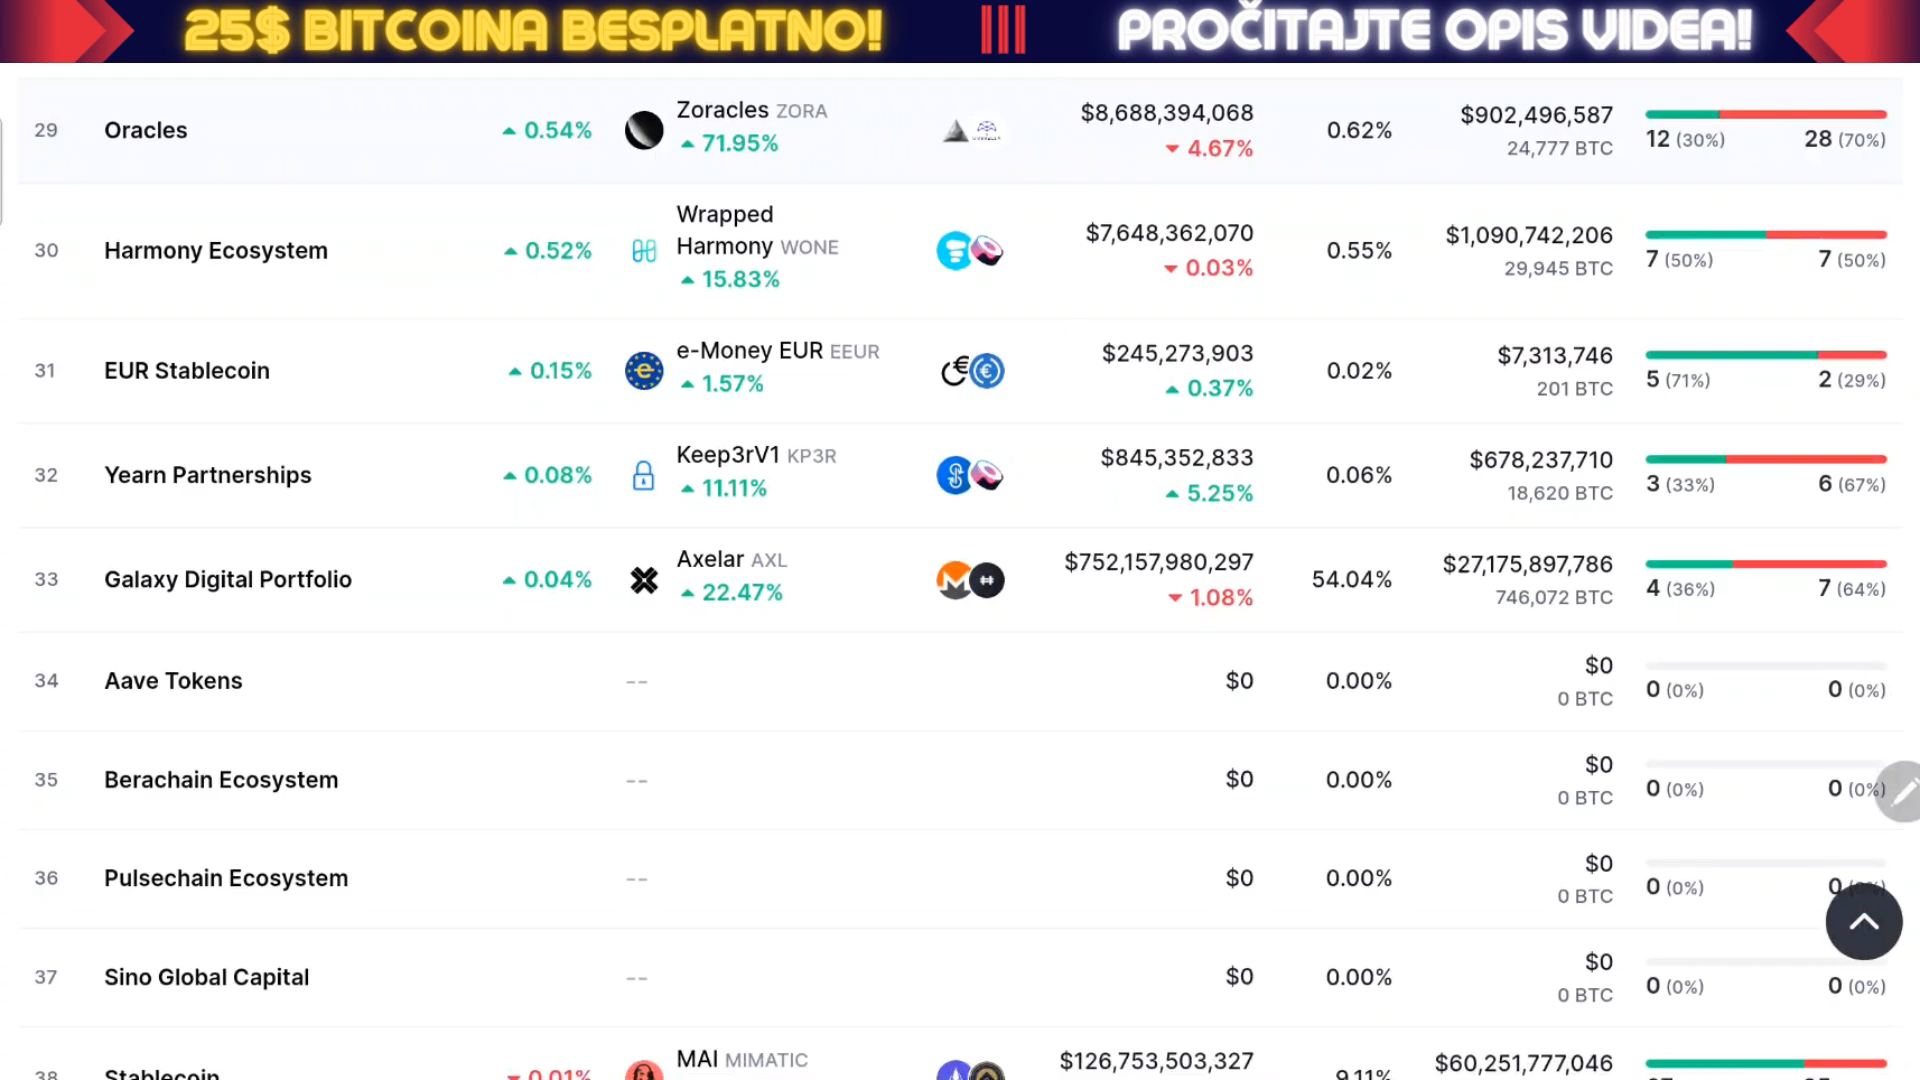 25$ BITCOINA BESPLATNO!
PROČITAJTE OPIS VIDEA!
29 Oracles 0.54% Zoracles ZORA 71.95% $8,688,394,068 4.67% 0.62% $902,496,587 24,777 BTC 12 (30%) 28 (70%)
30 Harmony Ecosystem 0.52% Wrapped Harmony WONE 15.83% $7,648,362,070 0.03% 0.55% $1,090,742,206 29,945 BTC 7 (50%) 7 (50%)
31 EUR Stablecoin 0.15% e-Money EUR EEUR 1.57% $245,273,903 0.37% 0.02% $7,313,746 201 BTC 5 (71%) 2 (29%)
32 Yearn Partnerships 0.08% Keep3rV1 KP3R 11.11% $845,352,833 5.25% 0.06% $678,237,710 18,620 BTC 3 (33%) 6 (67%)
33 Galaxy Digital Portfolio 0.04% Axelar AXL 22.47% $752,157,980,297 1.08% 54.04% $27,175,897,786 746,072 BTC 4 (36%) 7 (64%)
34 Aave Tokens -- $0 0.00% $0 0 BTC 0 (0%) 0 (0%)
35 Berachain Ecosystem -- $0 0.00% $0 0 BTC 0 (0%) 0 (0%)
36 Pulsechain Ecosystem -- $0 0.00% $0 0 BTC 0 (0%) 0
37 Sino Global Capital -- $0 0.00% $0 0 BTC 0 (0%) 0 (0%)
38 Stablecoin 0.01% MAI MIMATIC $126,753,503,327 9.11% $60,251,777,046